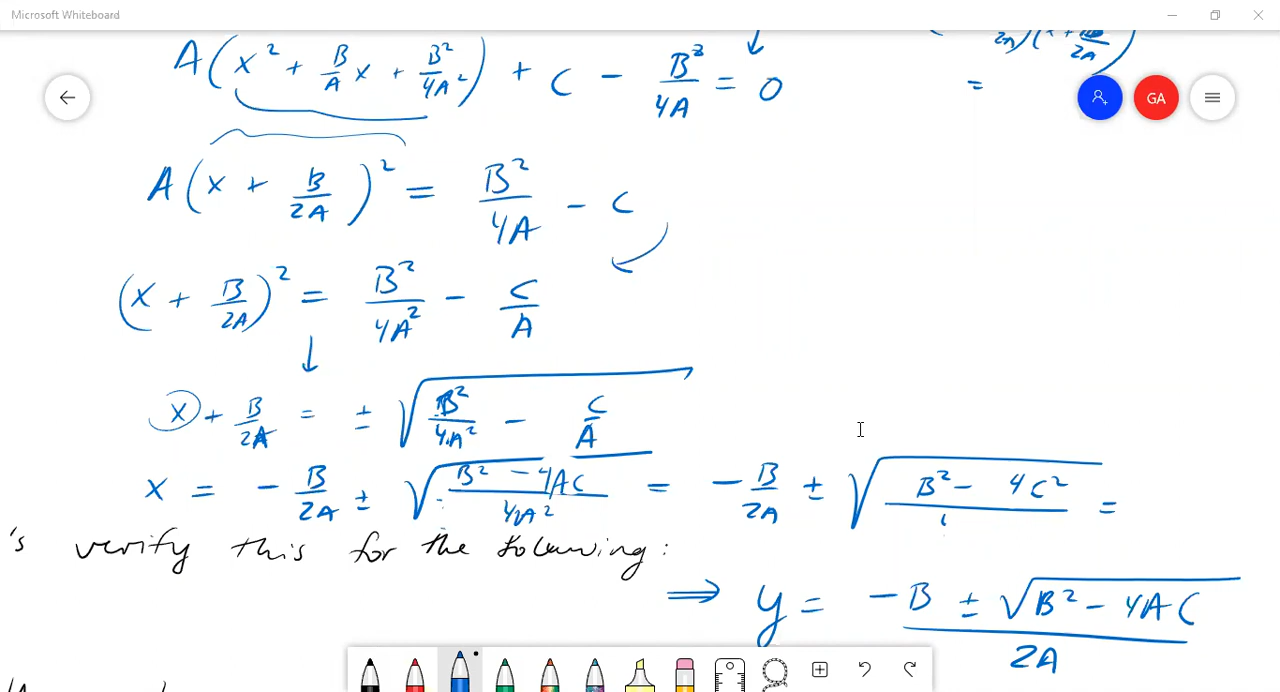 Microsoft Whiteboard
A(x² + B/A x + B²/4A²) + C - B²/4A = 0
=
GA
A(x + B/2A)² = B²/4A - C
(x + B/2A)² = B²/4A² - C/A
x + B/2A = ± √(B²/4A² - C/A)
x = - B/2A ± √((B² - 4AC)/4A²) = - B/2A ± √(B² - 4C²) =
's verify this for the following:
⇒ y = (-B ± √(B² - 4AC))/2A